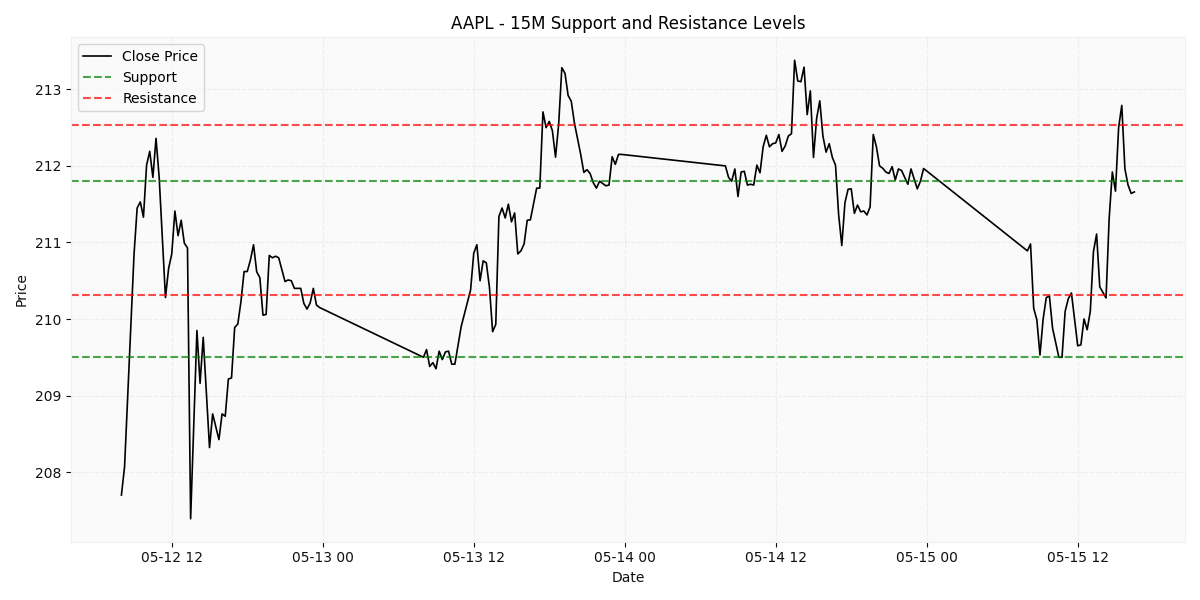 AAPL - 15M Support and Resistance Levels
Close Price
Support
Resistance
Price
213
212
211
210
209
208
05-12 12
05-13 00
05-13 12
05-14 00
05-14 12
05-15 00
05-15 12
Date